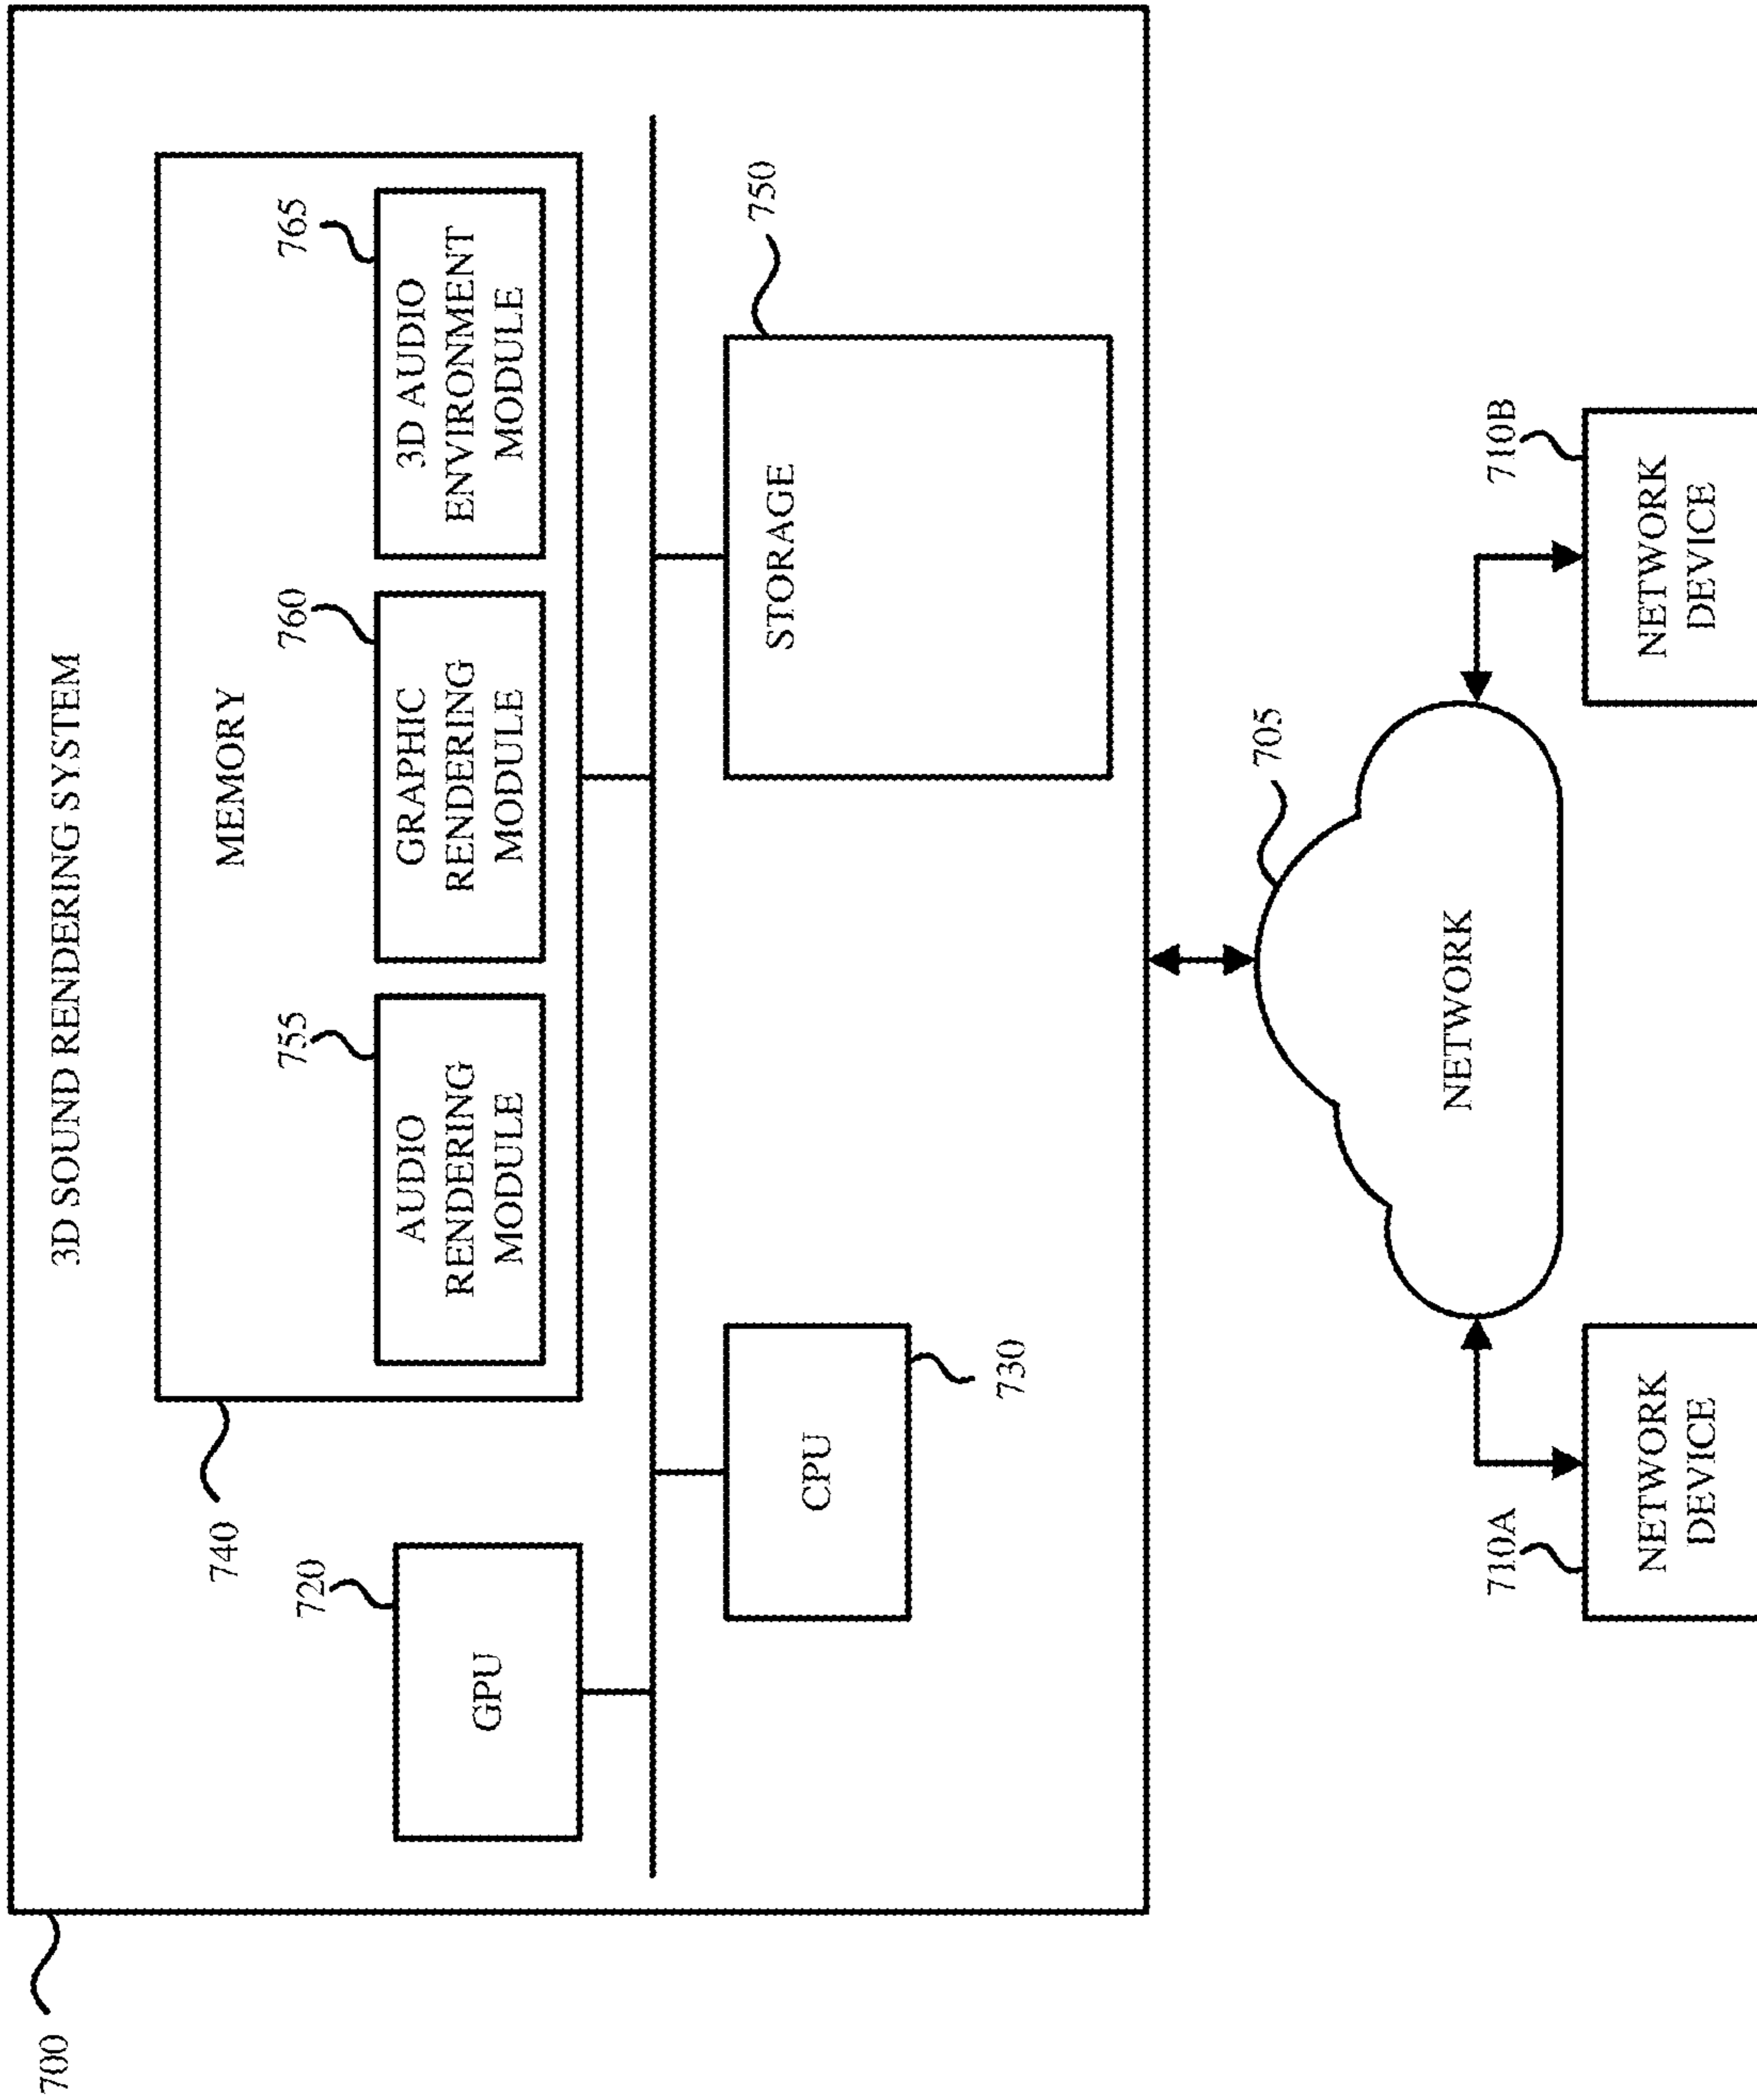 700
3D SOUND RENDERING SYSTEM
740
MEMORY
720
755
760
765
GPU
AUDIO
RENDERING
MODULE
GRAPHIC
RENDERING
MODULE
3D AUDIO
ENVIRONMENT
MODULE
CPU
730
STORAGE
750
705
NETWORK
710A
NETWORK
DEVICE
710B
NETWORK
DEVICE